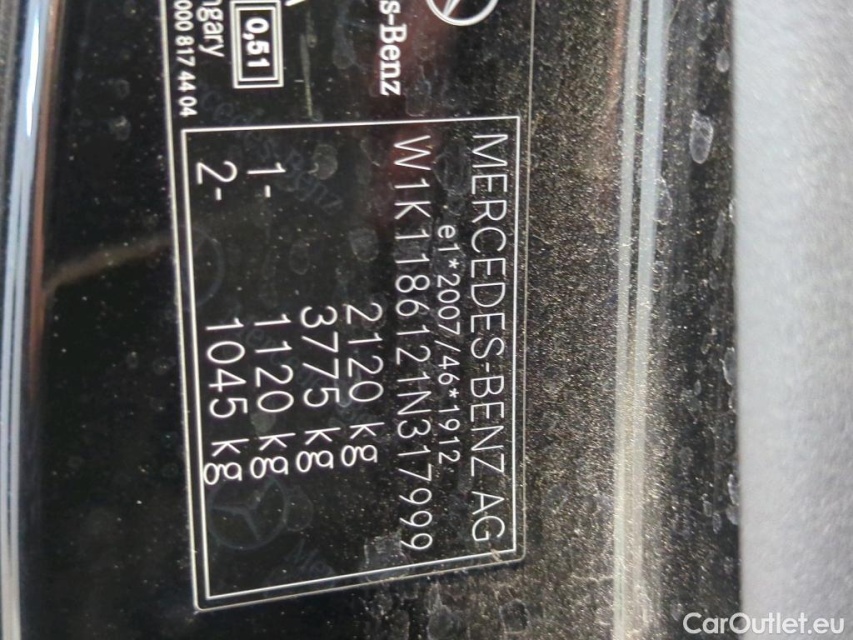 s-Benz
0,51
ngary
000 817 44 04
MERCEDES-BENZ AG
e1*2007/46*1912
W1K1186121N317999
2120 kg
3775 kg
1- 1120 kg
2- 1045 kg
CarOutlet.eu